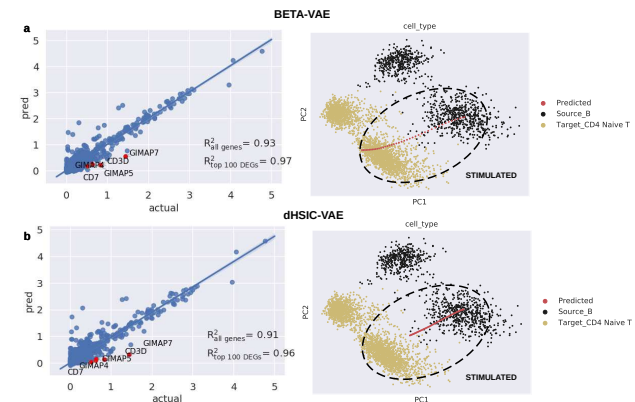 BETA-VAE
a
cell_type
5
4
3
2
1
0
pred
R²all genes = 0.93
R²top 100 DEGs = 0.97
GIMAP7
CD3D
GIMAP4
GIMAP5
CD7
0 1 2 3 4 5
actual
PC2
STIMULATED
PC1
Predicted
Source_B
Target_CD4 Naive T
dHSIC-VAE
b
cell_type
5
4
3
2
1
0
pred
R²all genes = 0.91
R²top 100 DEGs = 0.96
GIMAP7
CD3D
GIMAP5
GIMAP4
CD7
0 1 2 3 4 5
actual
PC2
STIMULATED
PC1
Predicted
Source_B
Target_CD4 Naive T